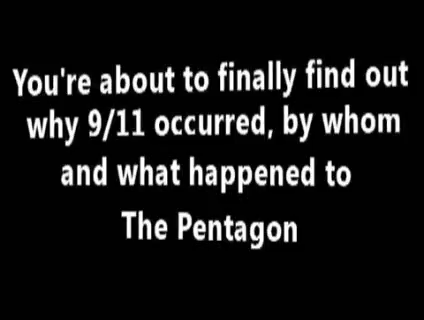 You're about to finally find out
why 9/11 occurred, by whom
and what happened to
The Pentagon